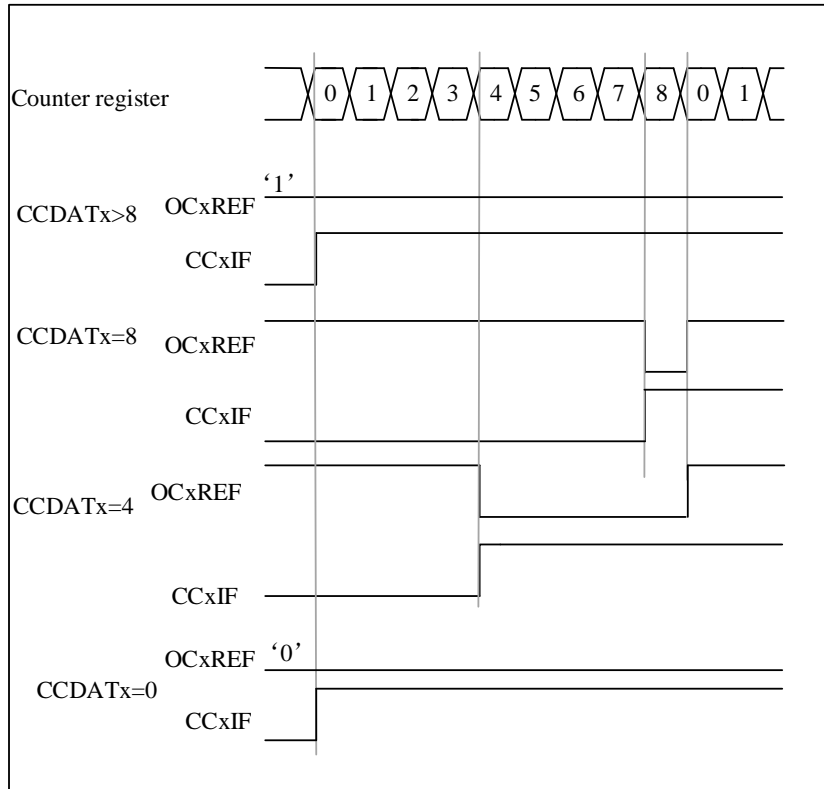 Counter register 0 1 2 3 4 5 6 7 8 0 1
‘1’
CCDATx>8 OCxREF
CCxIF
CCDATx=8 OCxREF
CCxIF
CCDATx=4 OCxREF
CCxIF
OCxREF ‘0’
CCDATx=0
CCxIF